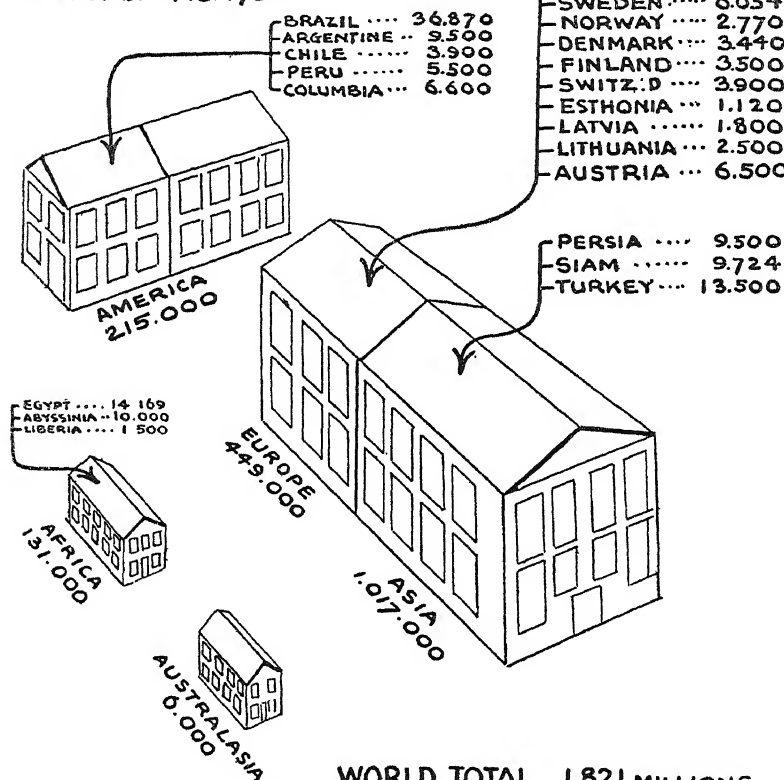 BRAZIL .... 36.870
ARGENTINE .. 9.500
CHILE ..... 3.900
PERU ...... 5.500
COLUMBIA ... 6.600
NORWAY .... 2.770
DENMARK .... 3.440
FINLAND .... 3.500
SWITZ:D ... 3.900
ESTHONIA ... 1.120
LATVIA ...... 1.800
LITHUANIA ... 2.500
AUSTRIA ... 6.500
PERSIA .... 9.500
SIAM ...... 9.724
TURKEY .... 13.500
AMERICA
215.000
EGYPT .... 14 169
ABYSSINIA .. 10.000
LIBERIA .... 1 500
EUROPE
449.000
AFRICA
131.000
ASIA
1.017.000
AUSTRALASIA
6.000
WORLD TOTAL 1.821 MILLIONS